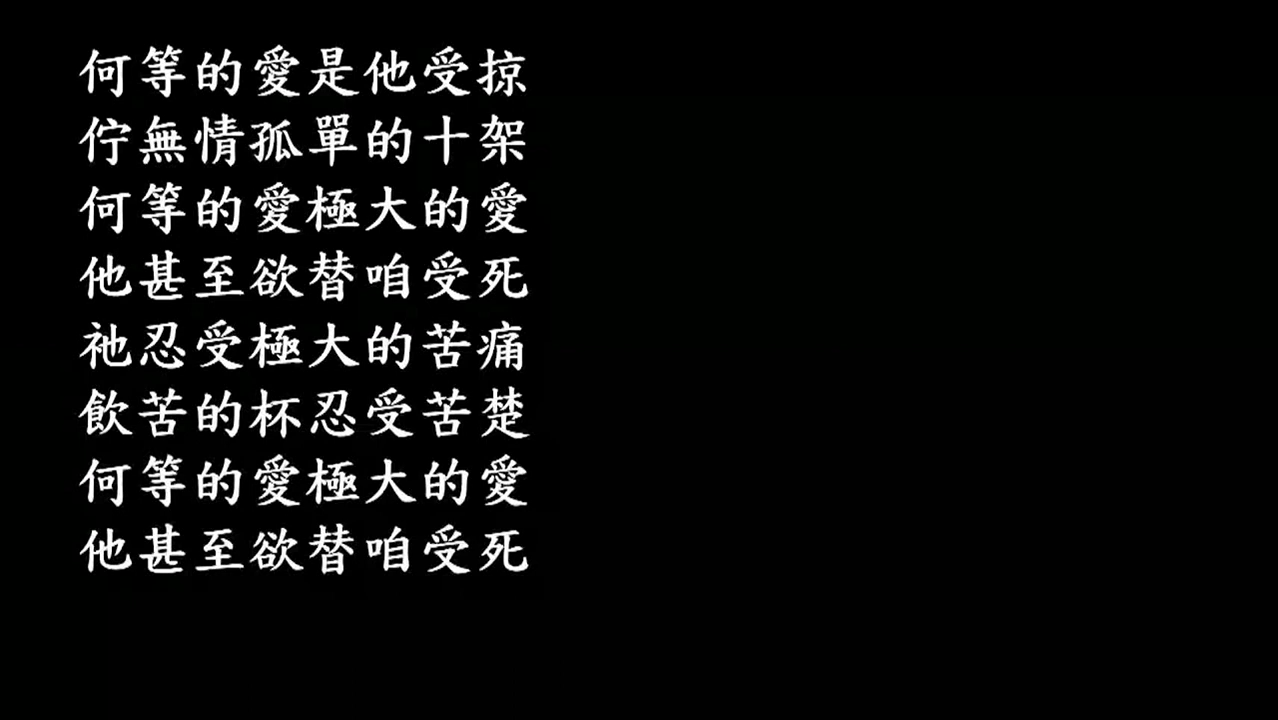 何等的愛是他受掠
佇無情孤單的十架
何等的愛極大的愛
他甚至欲替咱受死
祂忍受極大的苦痛
飲苦的杯忍受苦楚
何等的愛極大的愛
他甚至欲替咱受死